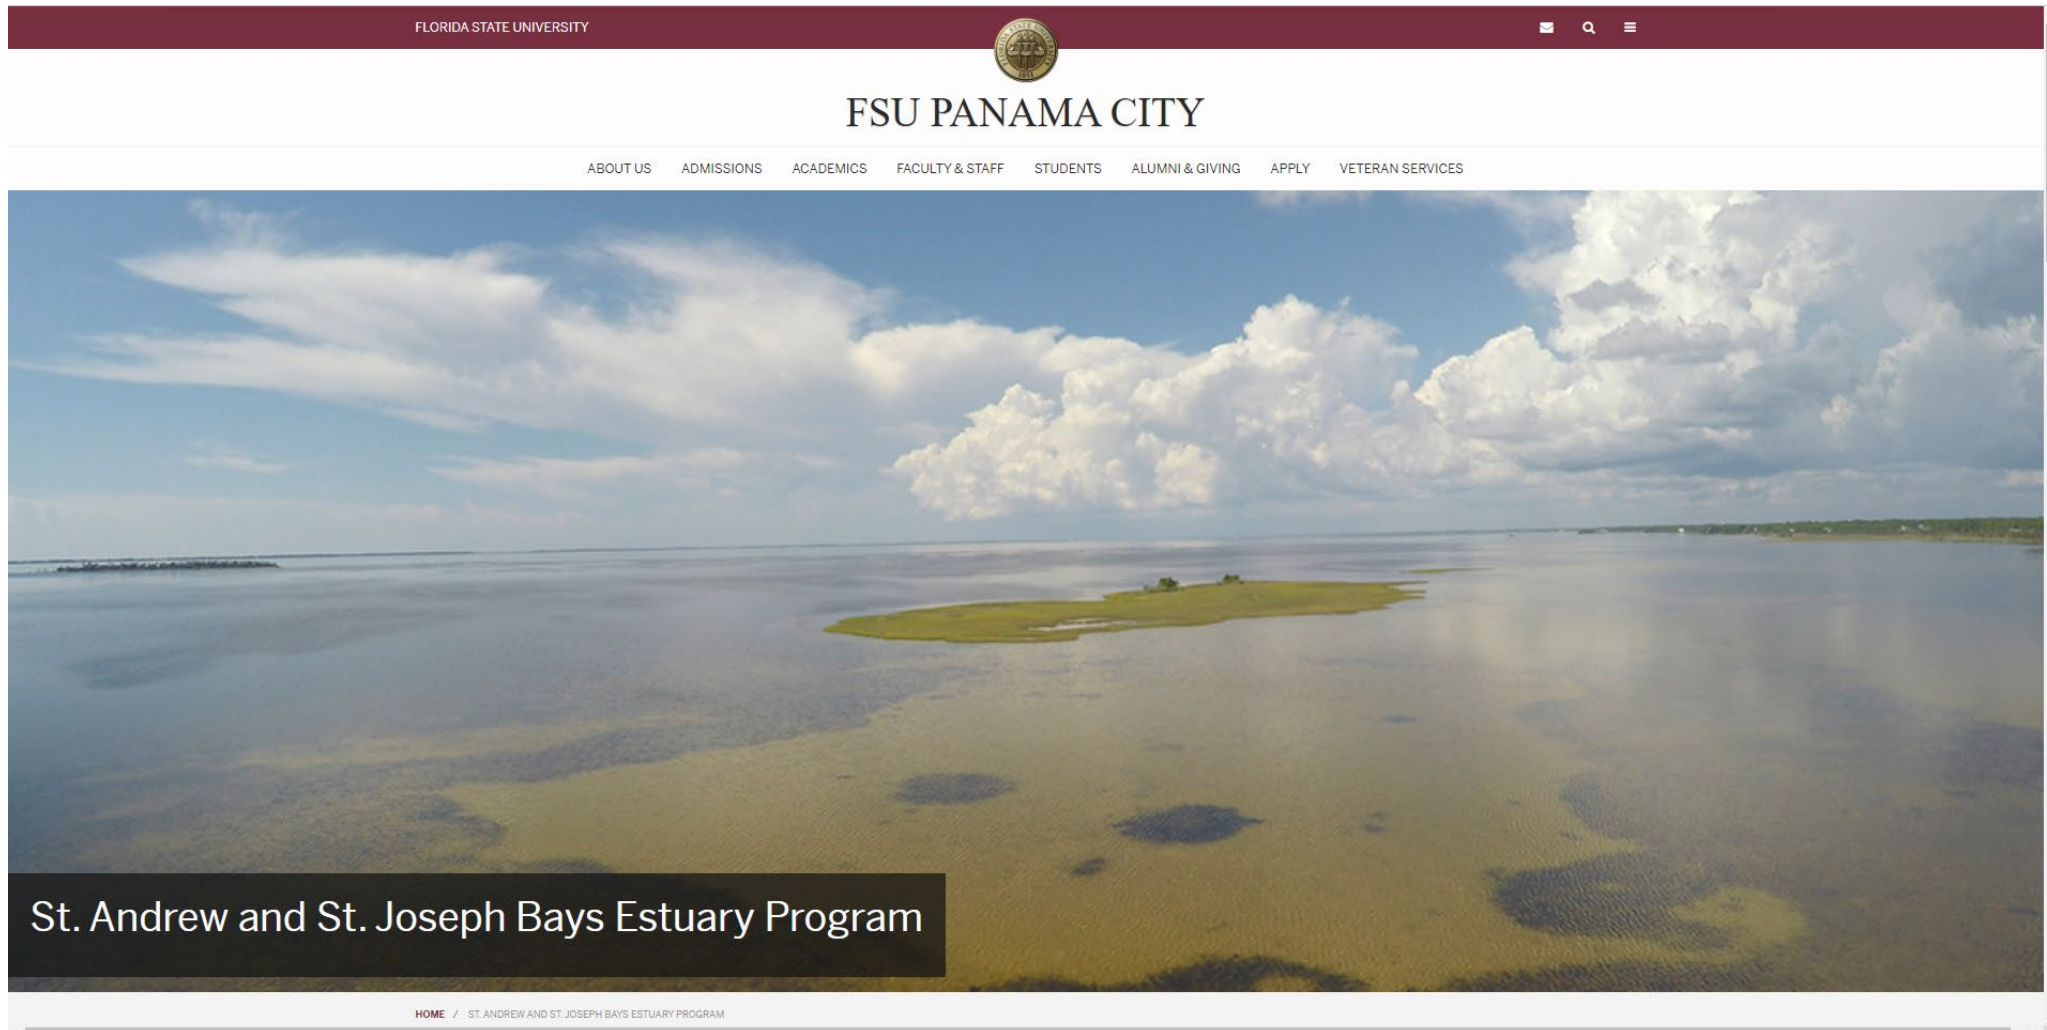 FLORIDA STATE UNIVERSITY
FSU PANAMA CITY
ABOUT US ADMISSIONS ACADEMICS FACULTY & STAFF STUDENTS ALUMNI & GIVING APPLY VETERAN SERVICES
St. Andrew and St. Joseph Bays Estuary Program
HOME / ST. ANDREW AND ST. JOSEPH BAYS ESTUARY PROGRAM